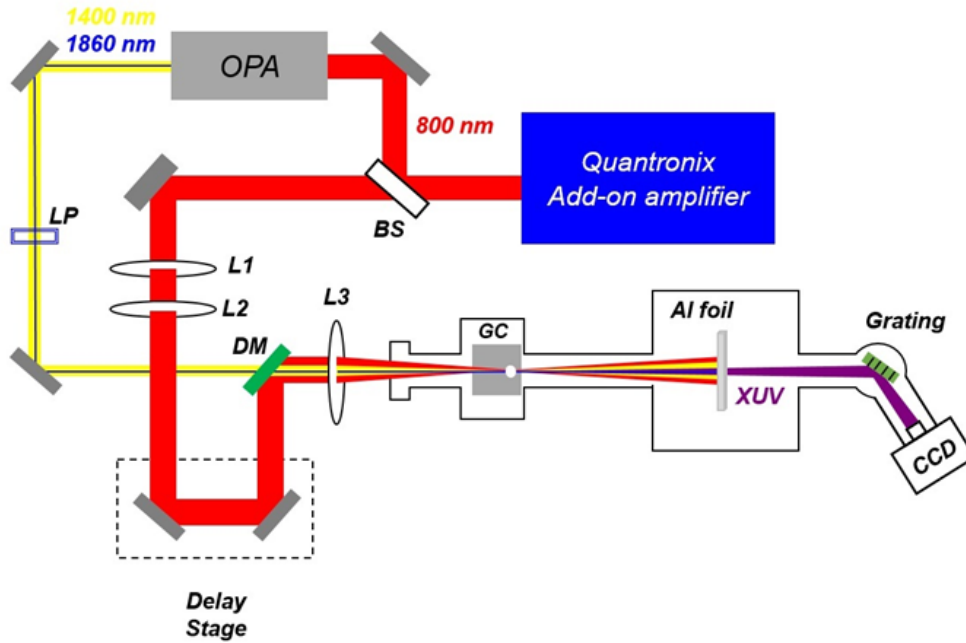 1400 nm
1860 nm
OPA
800 nm
Quantronix
Add-on amplifier
BS
LP
L1
L2
L3
DM
GC
Al foil
Grating
XUV
CCD
Delay
Stage